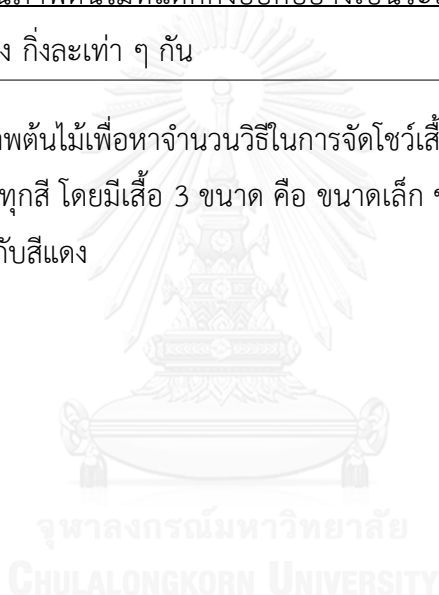 ง กิ่งละเท่า ๆ กัน
พต้นไม้เพื่อหาจำนวนวิธีในการจัดโชว์เสื้
ทุกสี โดยมีเสื้อ 3 ขนาด คือ ขนาดเล็ก
กับสีแดง
จุฬาลงกรณ์มหาวิทยาลัย
CHULALONGKORN UNIVERSITY